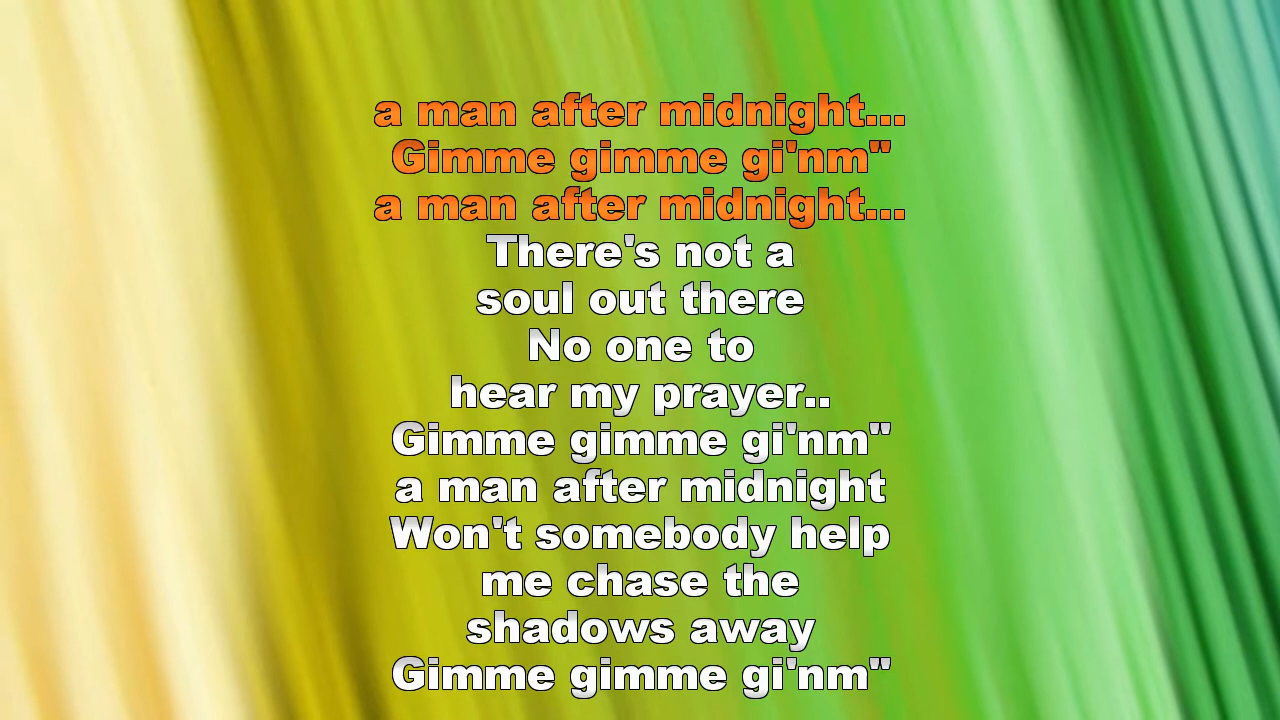 a man after midnight...
Gimme gimme gi'nm"
a man after midnight...
There's not a
soul out there
No one to
hear my prayer..
Gimme gimme gi'nm"
a man after midnight
Won't somebody help
me chase the
shadows away
Gimme gimme gi'nm"